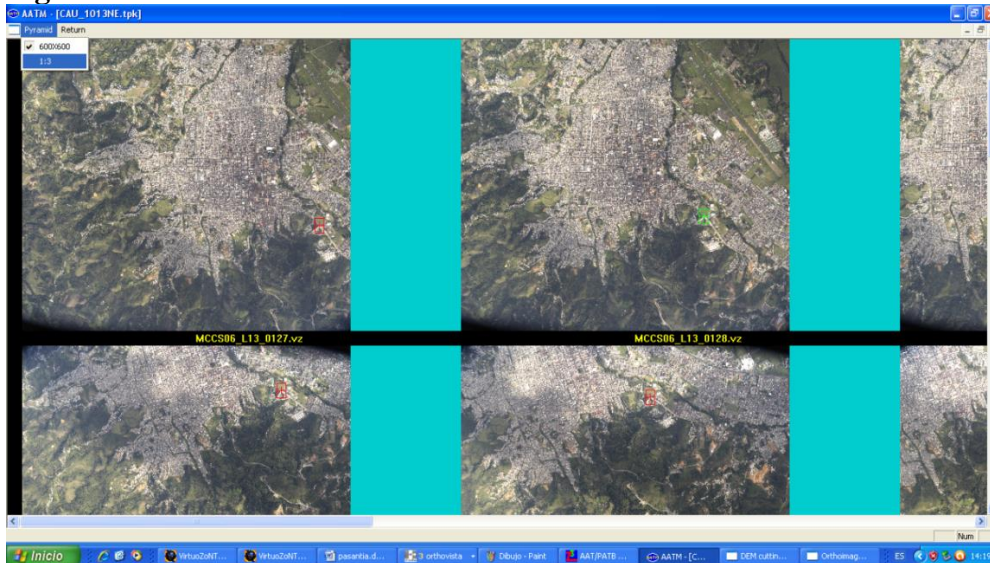 AATM - [CAU_1013NE.tpk]
Pyramid Return
600X600
1:3
MCCS06_L13_0127.vz
MCCS06_L13_0128.vz
Num
Inicio
VirtuoZoNT...
VirtuoZoNT...
pasantia.d...
3 orthovista
Dibujo - Paint
AAT/PATB ...
AATM - [C...
DEM cuttin...
Orthoimag...
ES
14:19